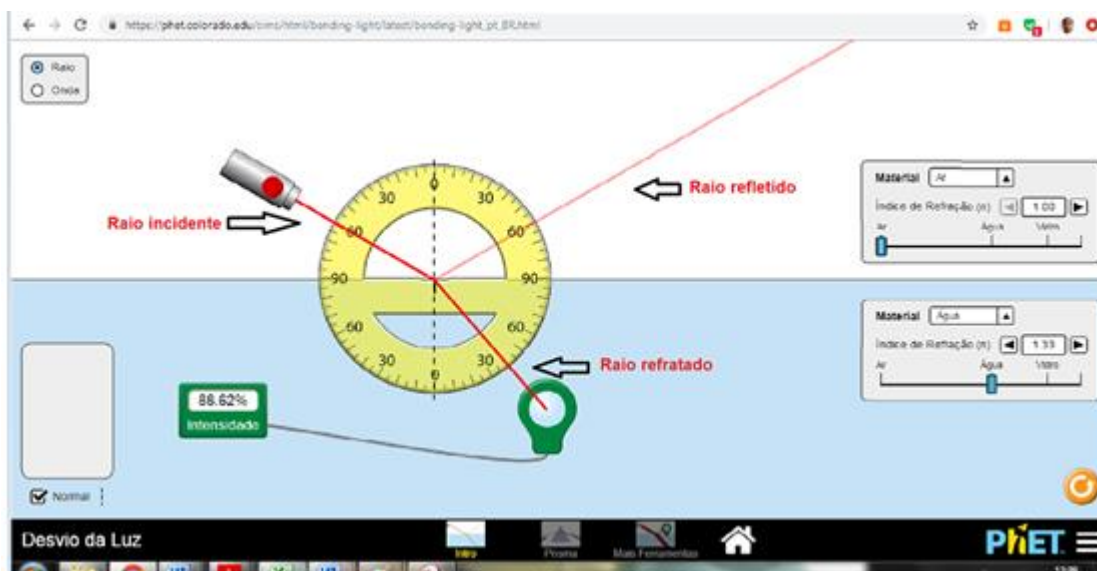 https://phet.colorado.edu/sims/html/bending-light/latest/bending-light_pt_BR.html
Raio
Onda
Raio incidente
Raio refletido
0
30 30
60 60
90 90
60 60
30 30
0
Material Ar
Índice de Refração (n) 1.00
Ar Água Vidro
Material Água
Índice de Refração (n) 1.33
Ar Água Vidro
Raio refratado
88.62%
Intensidade
Normal
Desvio da Luz
Intro
Prisma
Mais Ferramentas
PhET